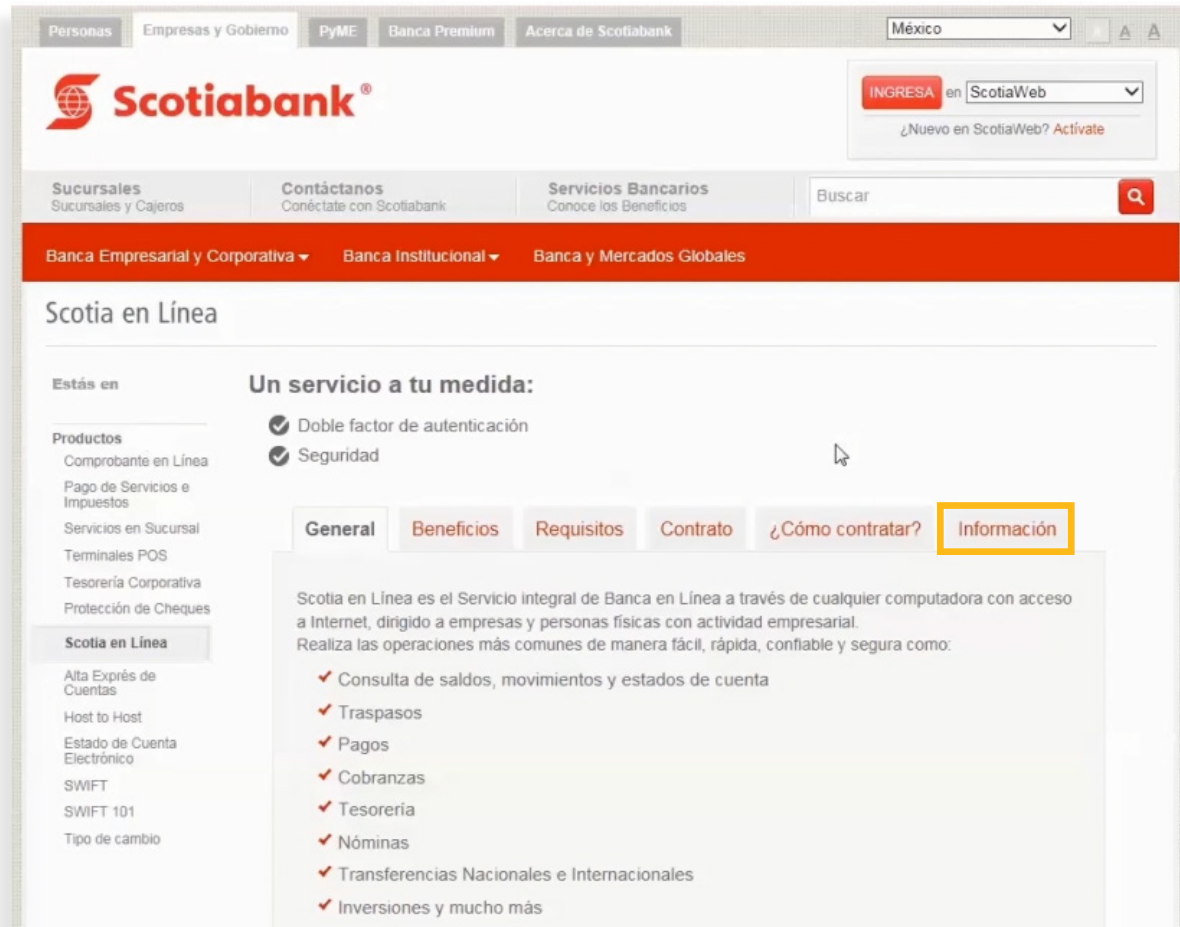 Personas
Empresas y Gobierno
PyME
Banca Premium
Acerca de Scotiabank
México
A A
Scotiabank®
INGRESA en ScotiaWeb
¿Nuevo en ScotiaWeb? Actívate
Sucursales
Sucursales y Cajeros
Contáctanos
Conéctate con Scotiabank
Servicios Bancarios
Conoce los Beneficios
Buscar
Banca Empresarial y Corporativa
Banca Institucional
Banca y Mercados Globales
Scotia en Línea
Estás en
Productos
Comprobante en Línea
Pago de Servicios e
Impuestos
Servicios en Sucursal
Terminales POS
Tesorería Corporativa
Protección de Cheques
Scotia en Línea
Alta Exprés de
Cuentas
Host to Host
Estado de Cuenta
Electrónico
SWIFT
SWIFT 101
Tipo de cambio
Un servicio a tu medida:
Doble factor de autenticación
Seguridad
General
Beneficios
Requisitos
Contrato
¿Cómo contratar?
Información
Scotia en Línea es el Servicio integral de Banca en Línea a través de cualquier computadora con acceso
a Internet, dirigido a empresas y personas físicas con actividad empresarial.
Realiza las operaciones más comunes de manera fácil, rápida, confiable y segura como:
Consulta de saldos, movimientos y estados de cuenta
Traspasos
Pagos
Cobranzas
Tesorería
Nóminas
Transferencias Nacionales e Internacionales
Inversiones y mucho más